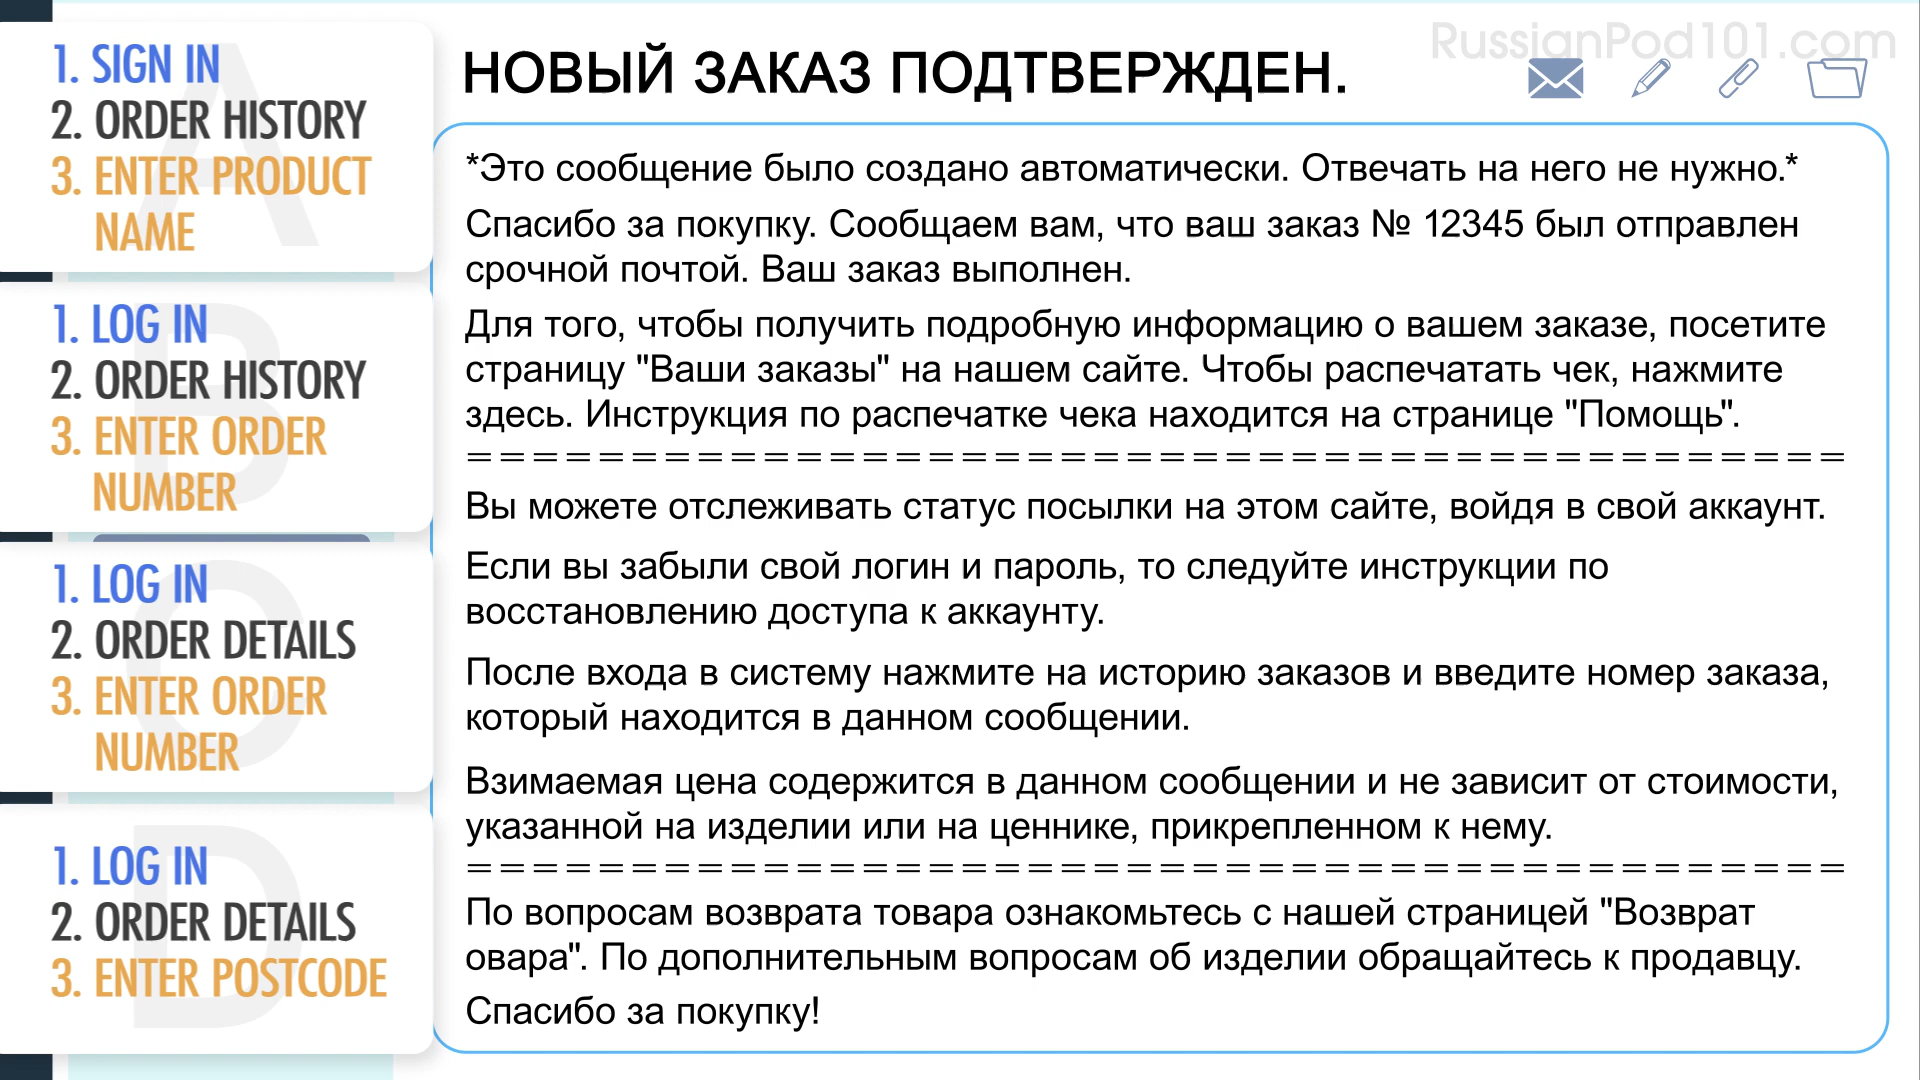 1. SIGN IN
2. ORDER HISTORY
3. ENTER PRODUCT
NAME
A
1. LOG IN
2. ORDER HISTORY
3. ENTER ORDER
NUMBER
B
1. LOG IN
2. ORDER DETAILS
3. ENTER ORDER
NUMBER
C
1. LOG IN
2. ORDER DETAILS
3. ENTER POSTCODE
D
RussianPod101.com
НОВЫЙ ЗАКАЗ ПОДТВЕРЖДЕН.
*Это сообщение было создано автоматически. Отвечать на него не нужно.*
Спасибо за покупку. Сообщаем вам, что ваш заказ № 12345 был отправлен
срочной почтой. Ваш заказ выполнен.
Для того, чтобы получить подробную информацию о вашем заказе, посетите
страницу "Ваши заказы" на нашем сайте. Чтобы распечатать чек, нажмите
здесь. Инструкция по распечатке чека находится на странице "Помощь".
==========================================
Вы можете отслеживать статус посылки на этом сайте, войдя в свой аккаунт.
Если вы забыли свой логин и пароль, то следуйте инструкции по
восстановлению доступа к аккаунту.
После входа в систему нажмите на историю заказов и введите номер заказа,
который находится в данном сообщении.
Взимаемая цена содержится в данном сообщении и не зависит от стоимости,
указанной на изделии или на ценнике, прикрепленном к нему.
==========================================
По вопросам возврата товара ознакомьтесь с нашей страницей "Возврат
овара". По дополнительным вопросам об изделии обращайтесь к продавцу.
Спасибо за покупку!